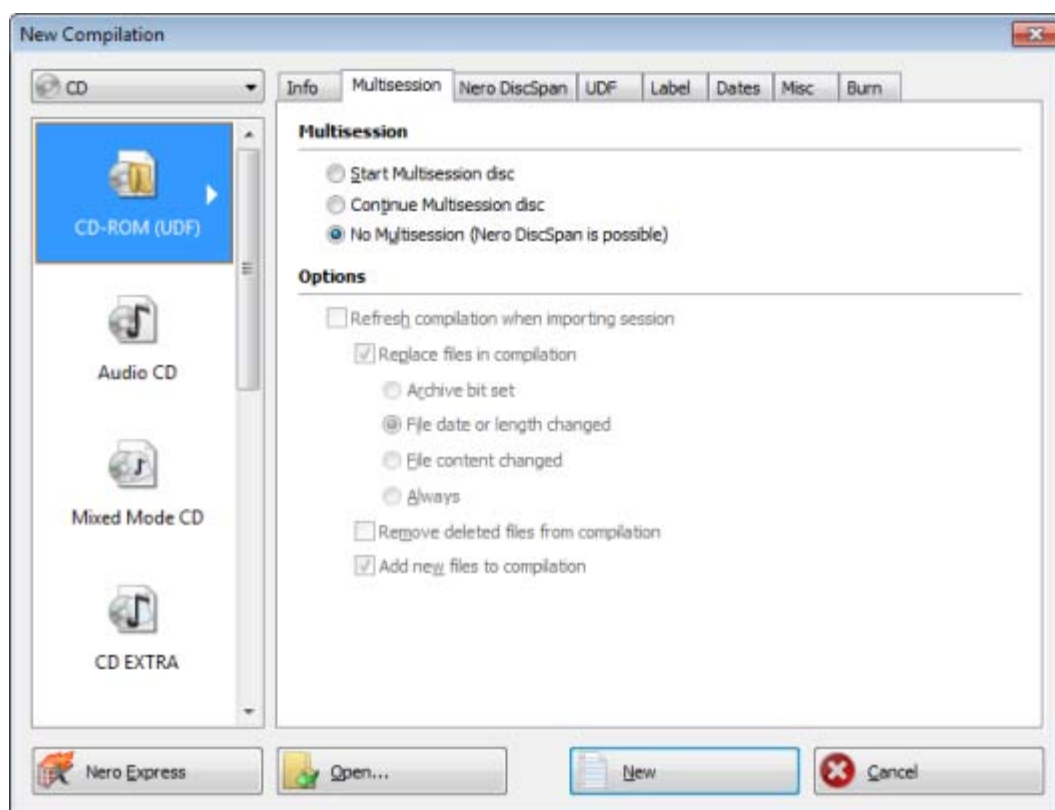 New Compilation
CD
Info
Multisession
Nero DiscSpan
UDF
Label
Dates
Misc
Burn
CD-ROM (UDF)
Audio CD
Mixed Mode CD
CD EXTRA
Multisession
Start Multisession disc
Continue Multisession disc
No Multisession (Nero DiscSpan is possible)
Options
Refresh compilation when importing session
Replace files in compilation
Archive bit set
File date or length changed
File content changed
Always
Remove deleted files from compilation
Add new files to compilation
Nero Express
Open...
New
Cancel